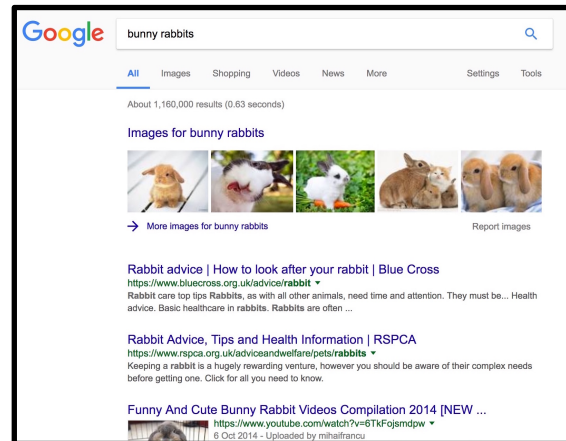 Google
bunny rabbits
All Images Shopping Videos News More Settings Tools
About 1,160,000 results (0.63 seconds)
Images for bunny rabbits
→ More images for bunny rabbits Report images
Rabbit advice | How to look after your rabbit | Blue Cross
https://www.bluecross.org.uk/advice/rabbit ▼
Rabbit care top tips Rabbits, as with all other animals, need time and attention. They must be... Health
advice. Basic healthcare in rabbits. Rabbits are often ...
Rabbit Advice, Tips and Health Information | RSPCA
https://www.rspca.org.uk/adviceandwelfare/pets/rabbits ▼
Keeping a rabbit is a hugely rewarding venture, however you should be aware of their complex needs
before getting one. Click for all you need to know.
Funny And Cute Bunny Rabbit Videos Compilation 2014 [NEW ...
https://www.youtube.com/watch?v=6TkFojsmdpw ▼
6 Oct 2014 - Uploaded by mihaifrancu